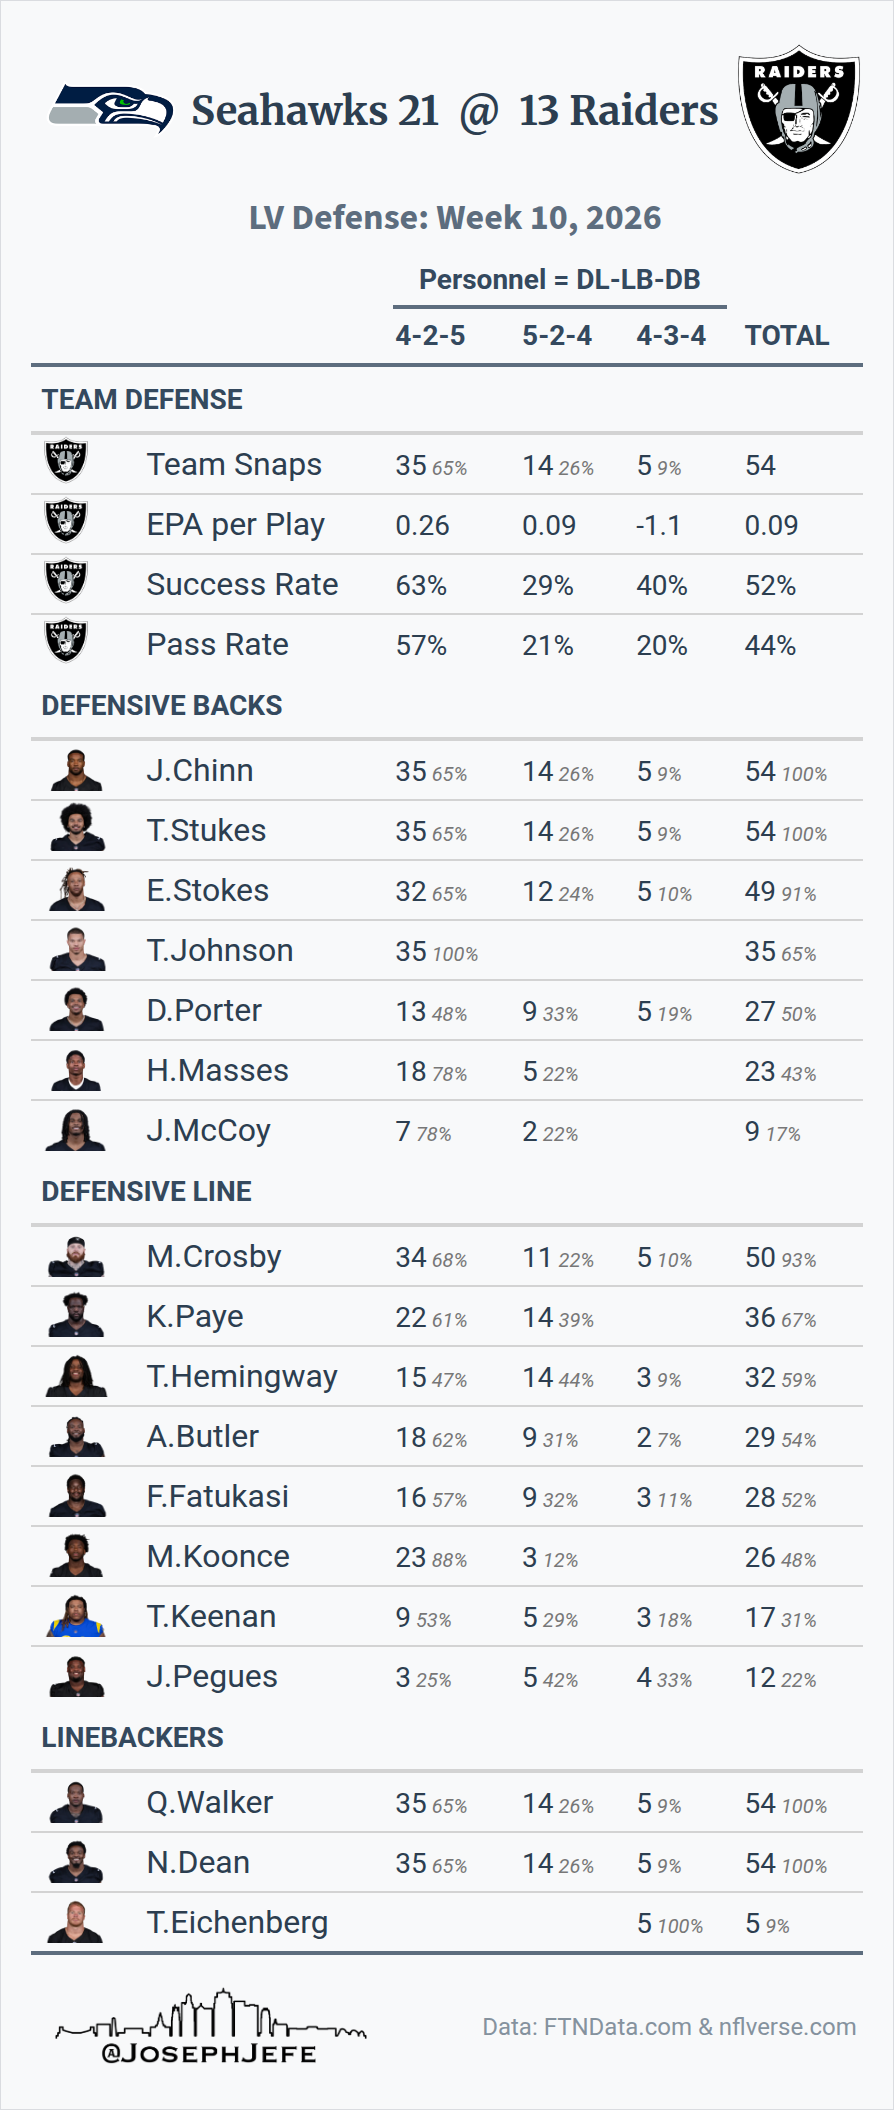 Seahawks 21 @ 13 Raiders
RAIDERS
LV Defense: Week 10, 2026
Personnel = DL-LB-DB
4-2-5 5-2-4 4-3-4 TOTAL
TEAM DEFENSE
Team Snaps 35 65% 14 26% 5 9% 54
EPA per Play 0.26 0.09 -1.1 0.09
Success Rate 63% 29% 40% 52%
Pass Rate 57% 21% 20% 44%
DEFENSIVE BACKS
J.Chinn 35 65% 14 26% 5 9% 54 100%
T.Stukes 35 65% 14 26% 5 9% 54 100%
E.Stokes 32 65% 12 24% 5 10% 49 91%
T.Johnson 35 100% 35 65%
D.Porter 13 48% 9 33% 5 19% 27 50%
H.Masses 18 78% 5 22% 23 43%
J.McCoy 7 78% 2 22% 9 17%
DEFENSIVE LINE
M.Crosby 34 68% 11 22% 5 10% 50 93%
K.Paye 22 61% 14 39% 36 67%
T.Hemingway 15 47% 14 44% 3 9% 32 59%
A.Butler 18 62% 9 31% 2 7% 29 54%
F.Fatukasi 16 57% 9 32% 3 11% 28 52%
M.Koonce 23 88% 3 12% 26 48%
T.Keenan 9 53% 5 29% 3 18% 17 31%
J.Pegues 3 25% 5 42% 4 33% 12 22%
LINEBACKERS
Q.Walker 35 65% 14 26% 5 9% 54 100%
N.Dean 35 65% 14 26% 5 9% 54 100%
T.Eichenberg 5 100% 5 9%
@JOSEPHJEFE
Data: FTNData.com & nflverse.com